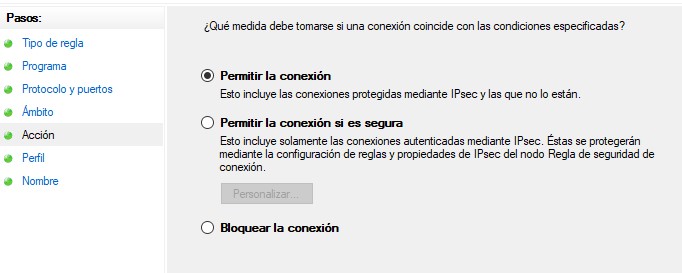 Pasos:
Tipo de regla
Programa
Protocolo y puertos
Ámbito
Acción
Perfil
Nombre
¿Qué medida debe tomarse si una conexión coincide con las condiciones especificadas?
Permitir la conexión
Esto incluye las conexiones protegidas mediante IPsec y las que no lo están.
Permitir la conexión si es segura
Esto incluye solamente las conexiones autenticadas mediante IPsec. Éstas se protegerán
mediante la configuración de reglas y propiedades de IPsec del nodo Regla de seguridad de
conexión.
Personalizar...
Bloquear la conexión